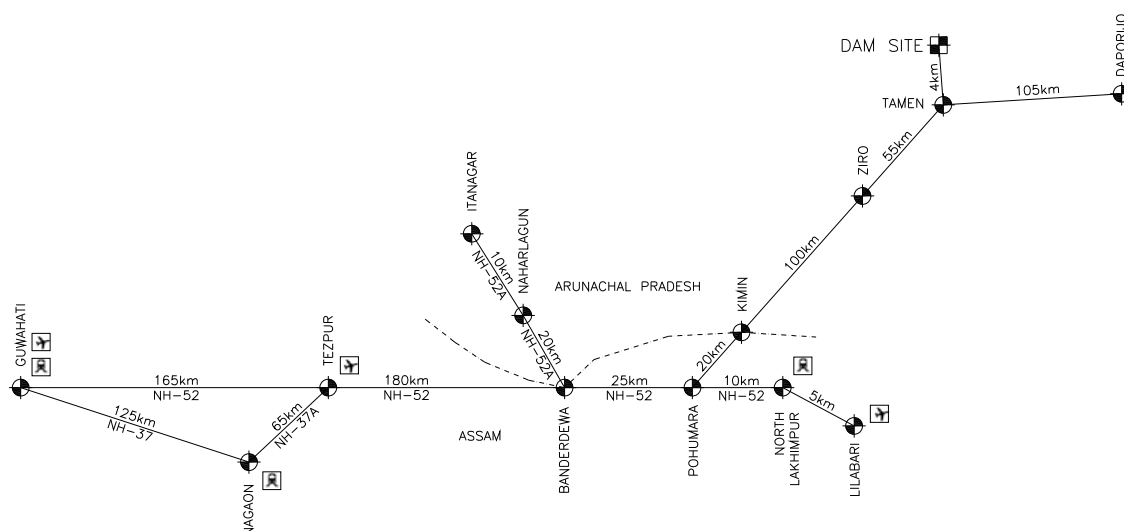 DAM SITE
DAPORIJO
4km
105km
TAMEN
55km
ZIRO
ITANAGAR
10km
NH-52A
NAHARLAGUN
100km
ARUNACHAL PRADESH
KIMIN
20km
NH-52A
20km
GUWAHATI
TEZPUR
165km
NH-52
180km
NH-52
25km
NH-52
10km
NH-52
5km
125km
NH-37
65km
NH-37A
ASSAM
BANDERDEWA
POHUMARA
NORTH
LAKHIMPUR
LILABARI
NAGAON